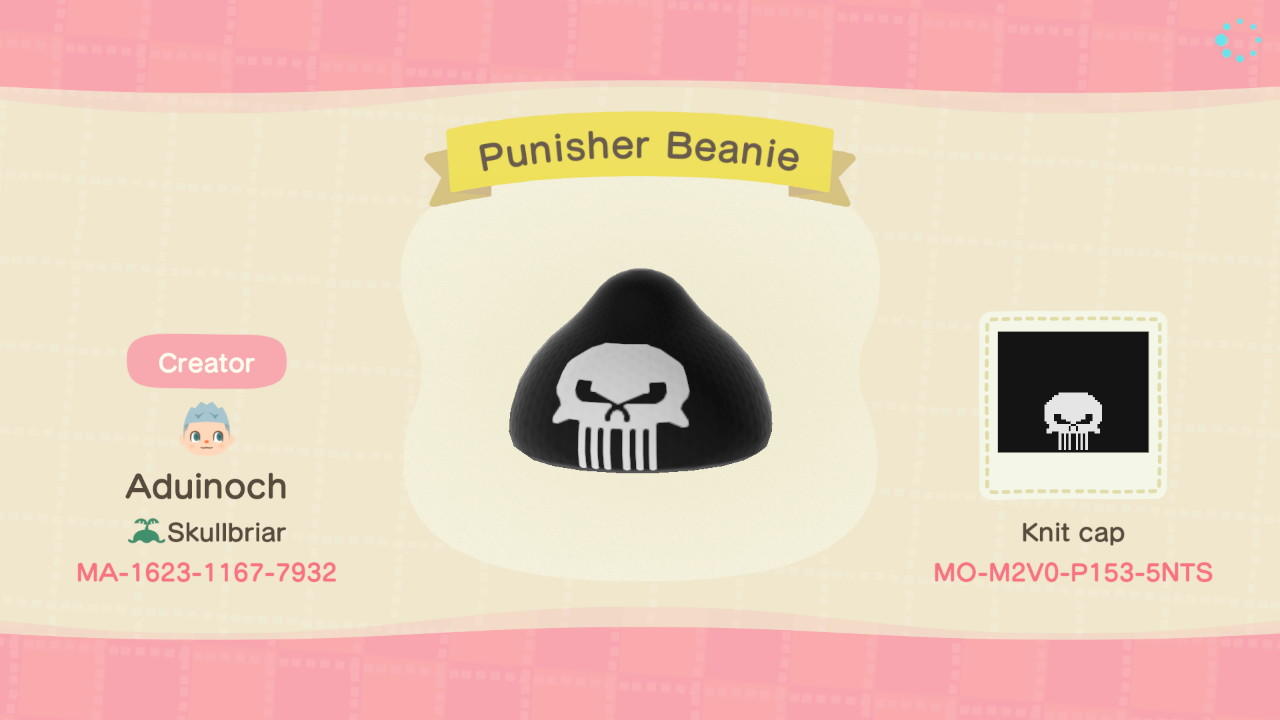 Punisher Beanie
Creator
Aduinoch
Skullbriar
MA-1623-1167-7932
Knit cap
MO-M2V0-P153-5NTS